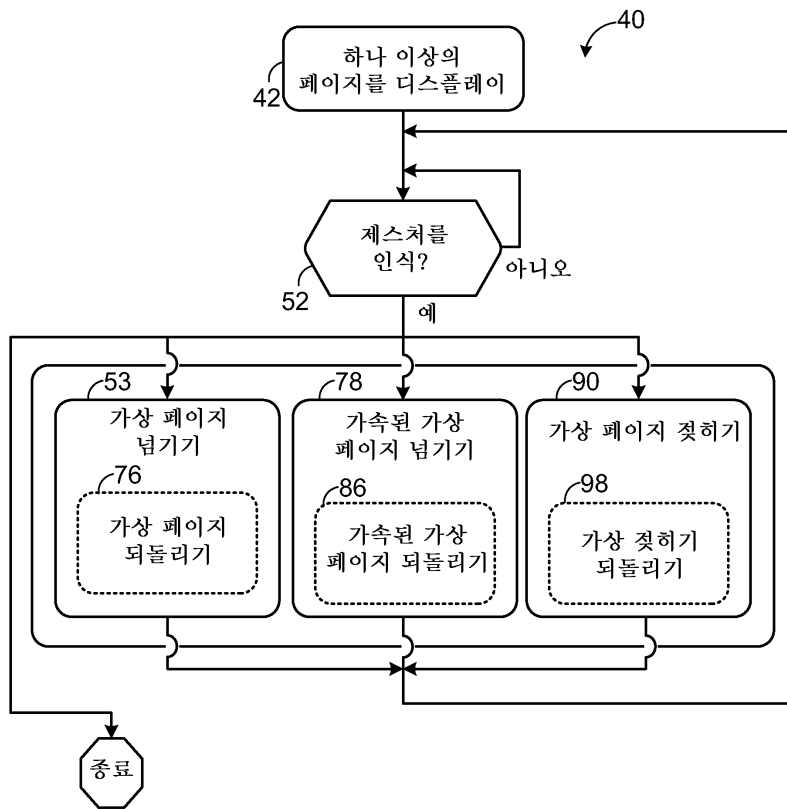 40
하나 이상의
페이지를 디스플레이
42
제스처를
인식?
52
아니오
예
53
가상 페이지
넘기기
76
가상 페이지
되돌리기
78
가속된 가상
페이지 넘기기
86
가속된 가상
페이지 되돌리기
90
가상 페이지 젖히기
98
가상 젖히기
되돌리기
종료